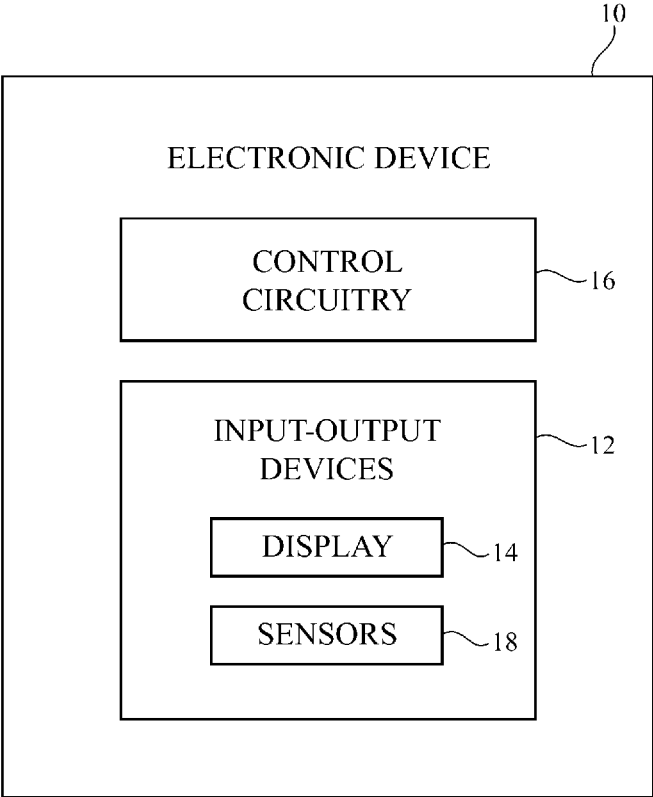 10
ELECTRONIC DEVICE
CONTROL
CIRCUITRY
16
INPUT-OUTPUT
DEVICES
12
DISPLAY
14
SENSORS
18